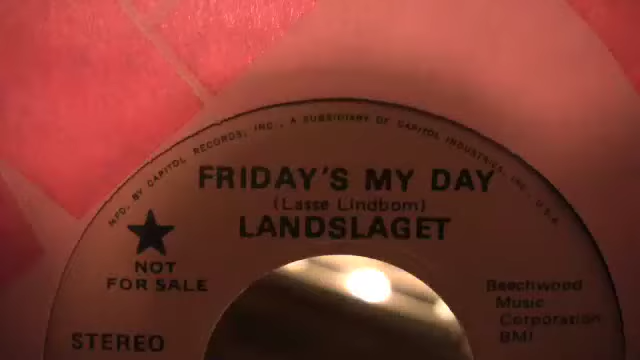 MFD. BY CAPITOL RECORDS, INC., A SUBSIDIARY OF CAPITOL INDUSTRIES, INC., U.S.A.
FRIDAY'S MY DAY
(Lasse Lindbom)
LANDSLAGET
NOT
FOR SALE
Beechwood
Music
Corporation
BMI
STEREO